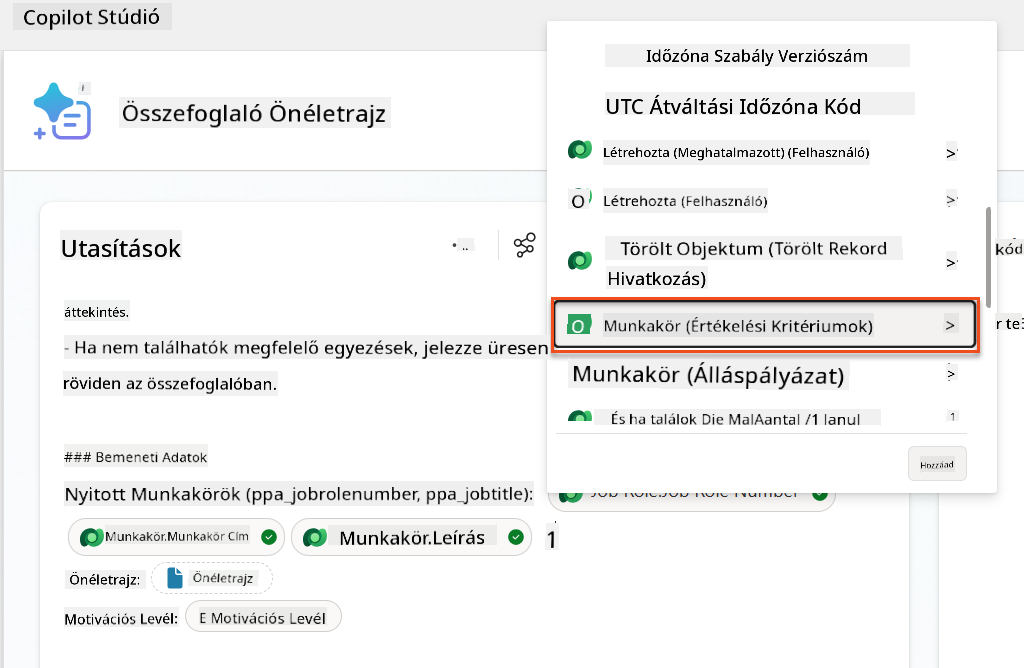 Copilot Stúdió
Összefoglaló Önéletrajz
Utasítások
áttekintés.
- Ha nem találhatók megfelelő egyezések, jelezze üresen
röviden az összefoglalóban.
### Bemeneti Adatok
Nyitott Munkakörök (ppa_jobrolenumber, ppa_jobtitle):
Job Role.Job Role Number
Munkakör.Munkakör Cím
Munkakör.Leírás
1
Önéletrajz:
Önéletrajz
Motivációs Levél:
E Motivációs Levél
Időzóna Szabály Verziószám
UTC Átváltási Időzóna Kód
Létrehozta (Meghatalmazott) (Felhasználó) >
Létrehozta (Felhasználó) >
Törölt Objektum (Törölt Rekord
Hivatkozás) >
Munkakör (Értékelési Kritériumok) >
Munkakör (Álláspályázat) >
És ha találok Die MalAantal /1 Ianul 1
Hozzáad
kód
r te